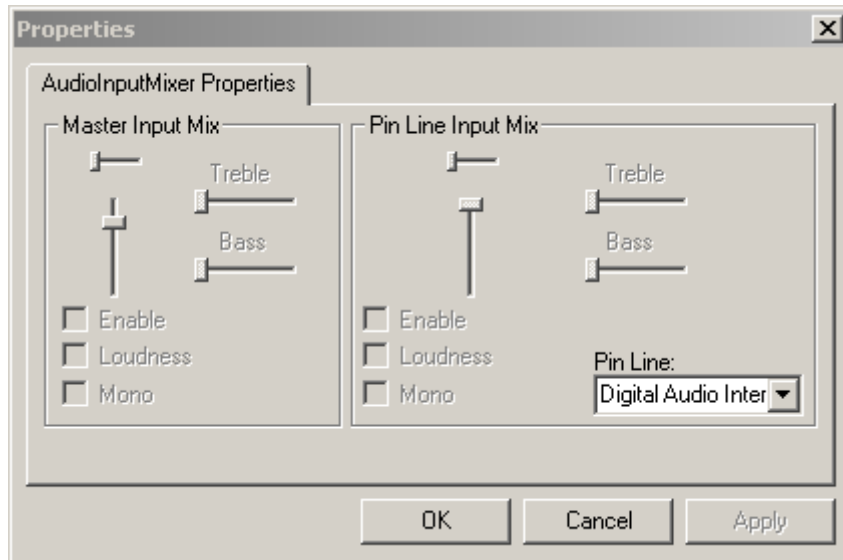 Properties
AudioInputMixer Properties
Master Input Mix
Treble
Bass
Enable
Loudness
Mono
Pin Line Input Mix
Treble
Bass
Enable
Loudness
Mono
Pin Line:
Digital Audio Inter
OK
Cancel
Apply